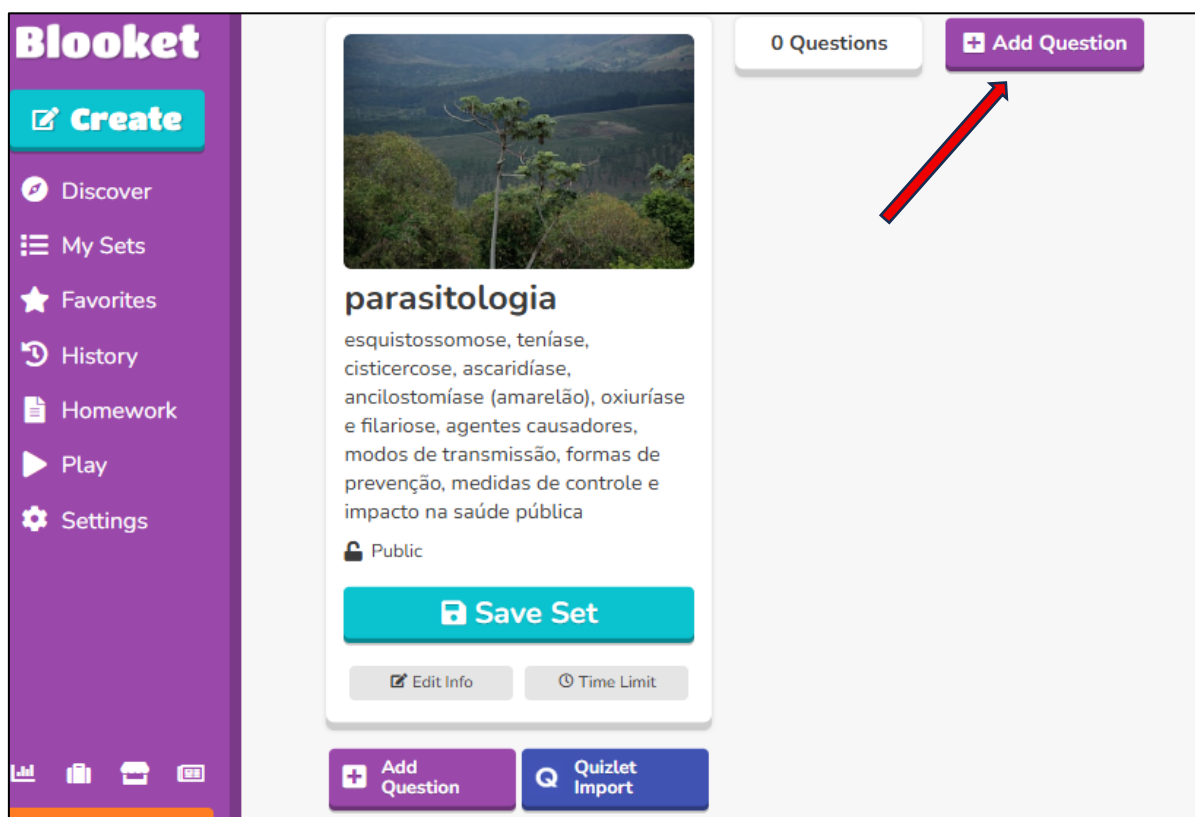 Blooket
Create
Discover
My Sets
Favorites
History
Homework
Play
Settings
parasitologia
esquistossomose, teníase,
cisticercose, ascaridíase,
ancilostomíase (amarelão), oxiuríase
e filariose, agentes causadores,
modos de transmissão, formas de
prevenção, medidas de controle e
impacto na saúde pública
Public
Save Set
Edit Info
Time Limit
Add
Question
Q Quizlet
Import
0 Questions
Add Question